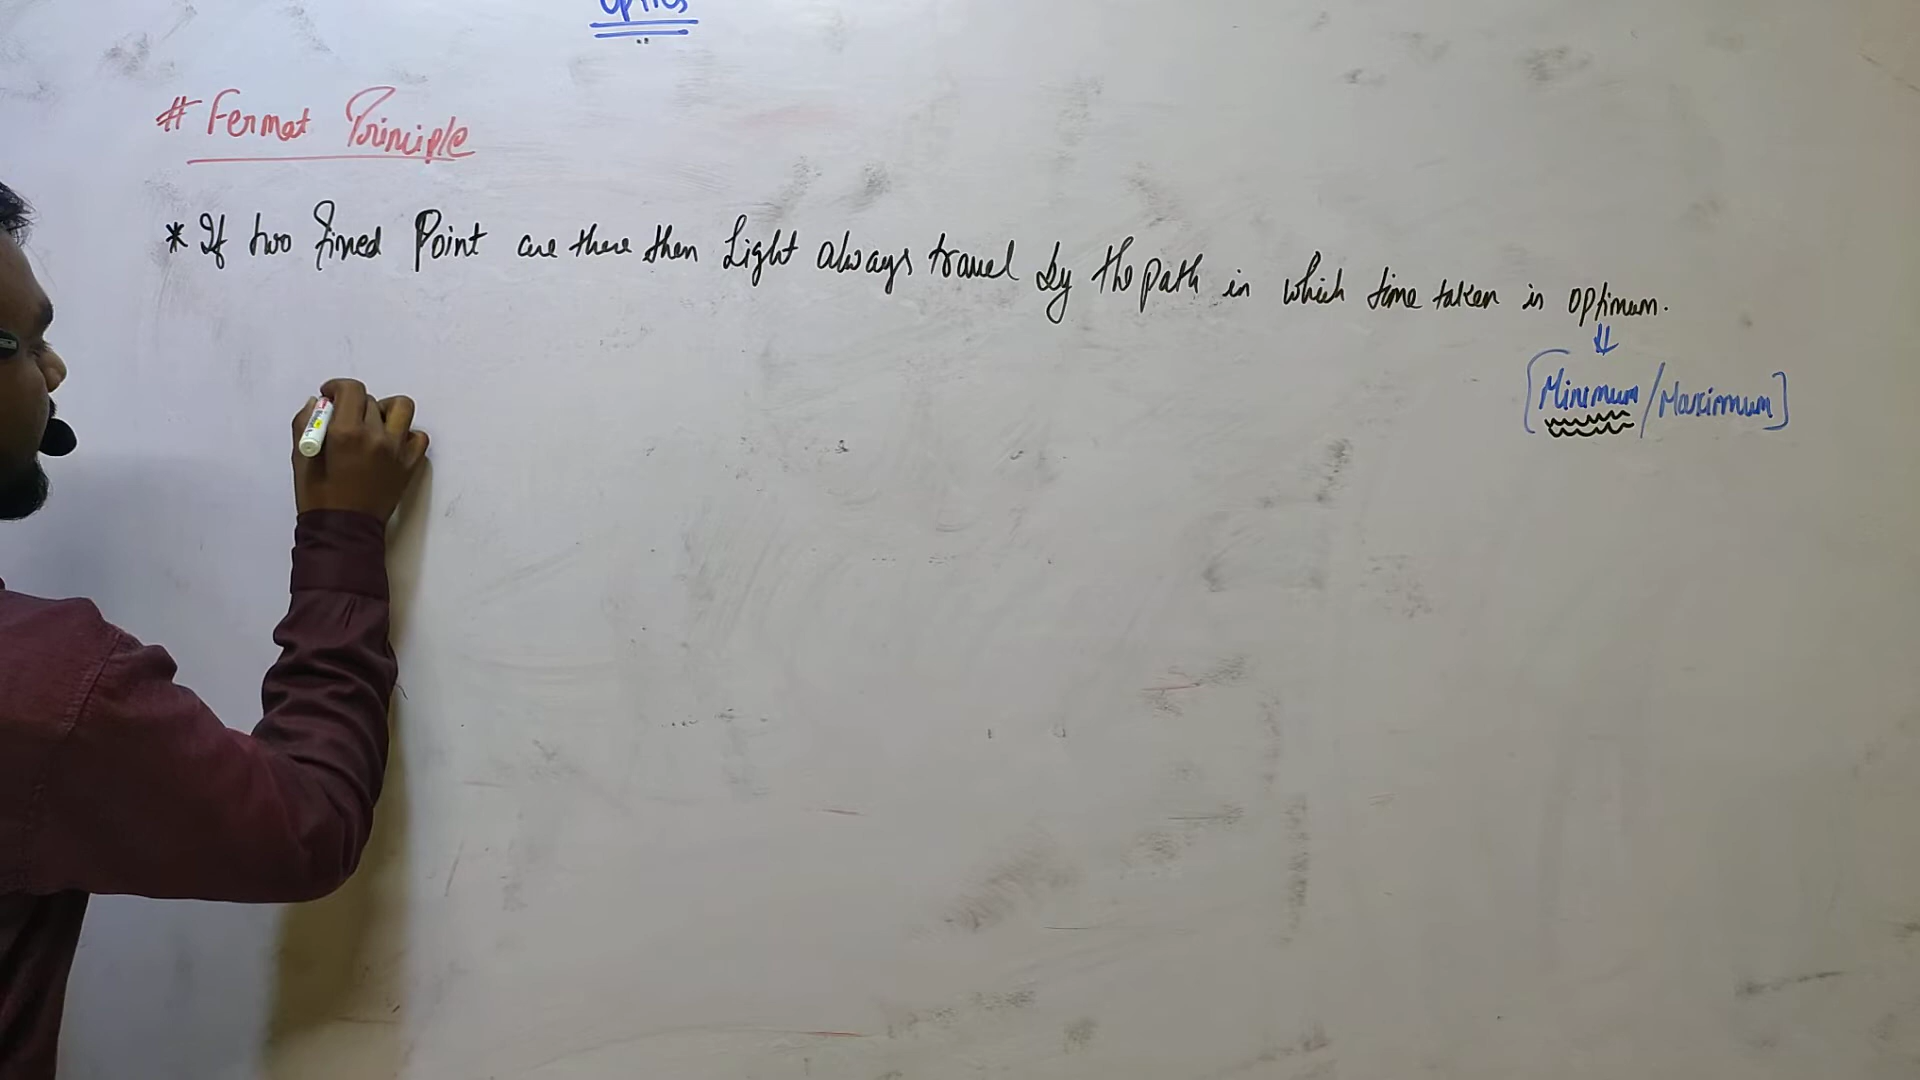 Optics
# Fermat Principle
* If two fixed Point are there then Light always travel by the path in which time taken is optimum.
⇓
[Minimum/Maximum]